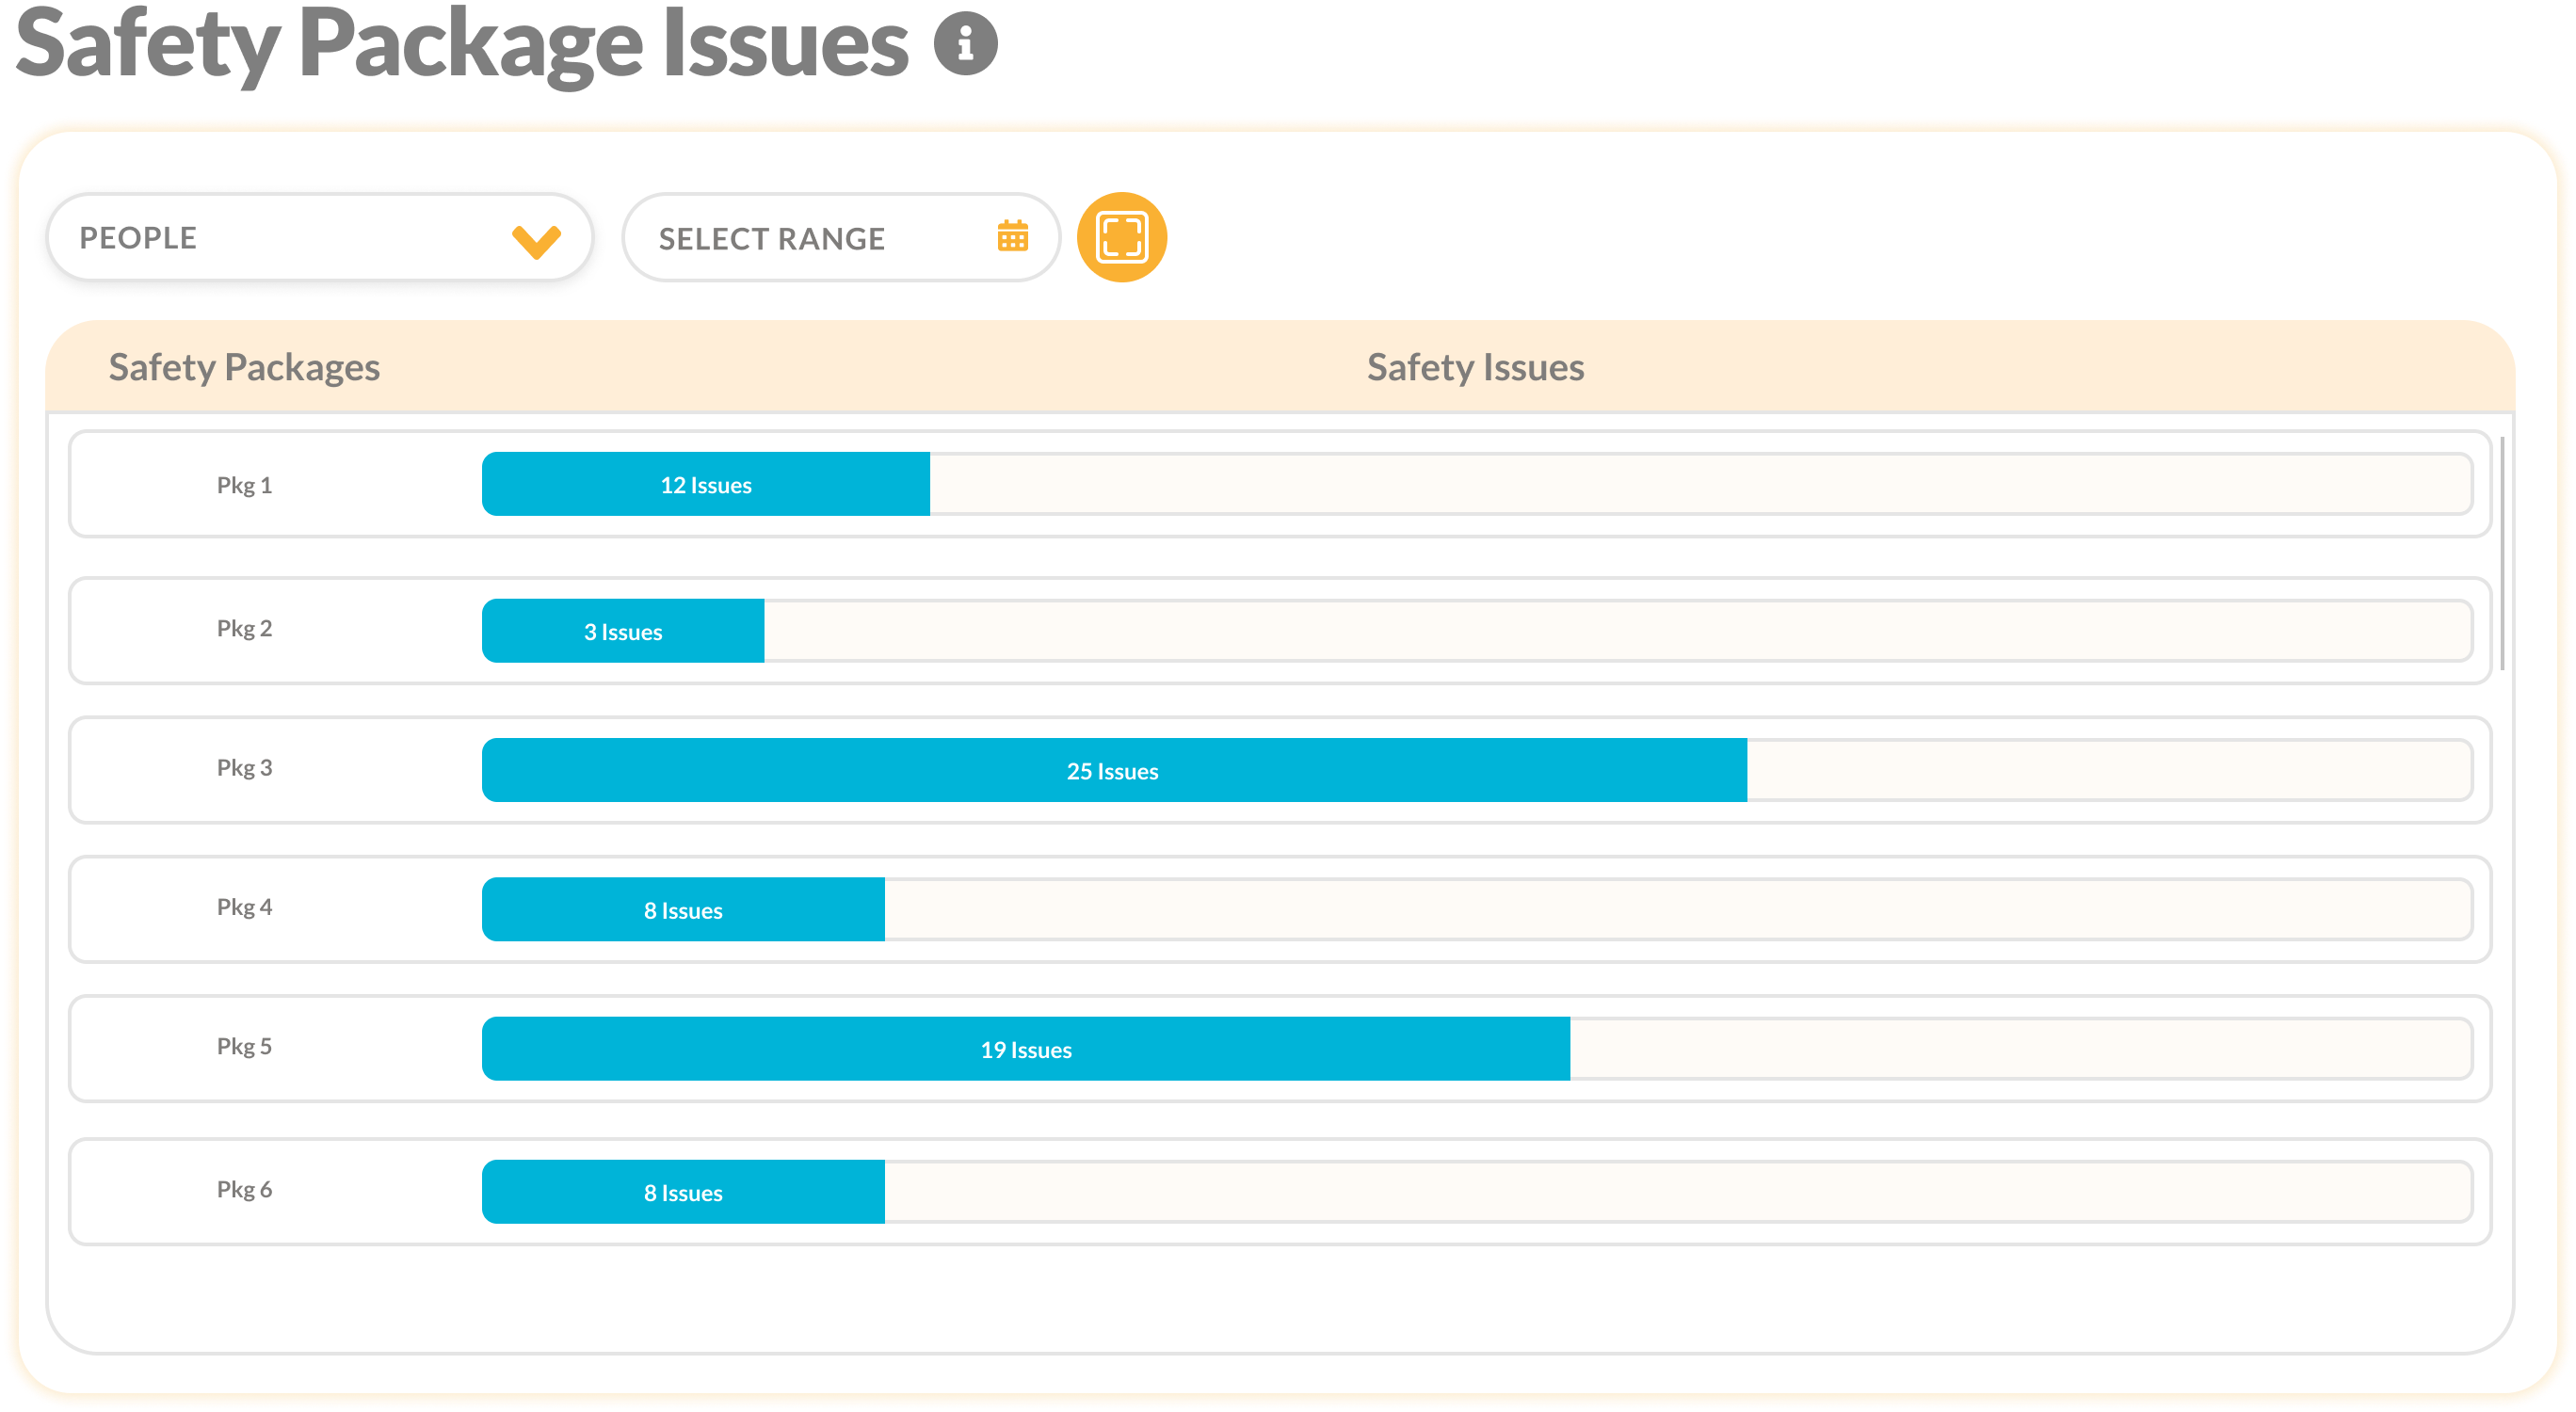 Safety Package Issues
PEOPLE
SELECT RANGE
Safety Packages
Safety Issues
Pkg 1
12 Issues
Pkg 2
3 Issues
Pkg 3
25 Issues
Pkg 4
8 Issues
Pkg 5
19 Issues
Pkg 6
8 Issues